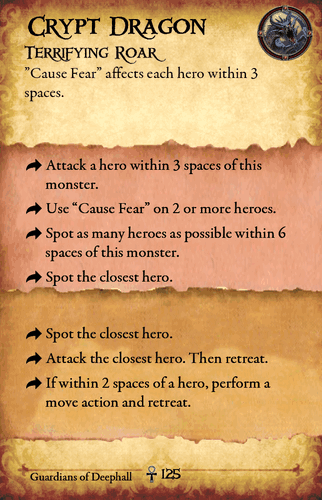 Crypt Dragon
Terrifying Roar
”Cause Fear” affects each hero within 3
spaces.
Attack a hero within 3 spaces of this
monster.
Use “Cause Fear” on 2 or more heroes.
Spot as many heroes as possible within 6
spaces of this monster.
Spot the closest hero.
Spot the closest hero.
Attack the closest hero. Then retreat.
If within 2 spaces of a hero, perform a
move action and retreat.
Guardians of Deephall 125